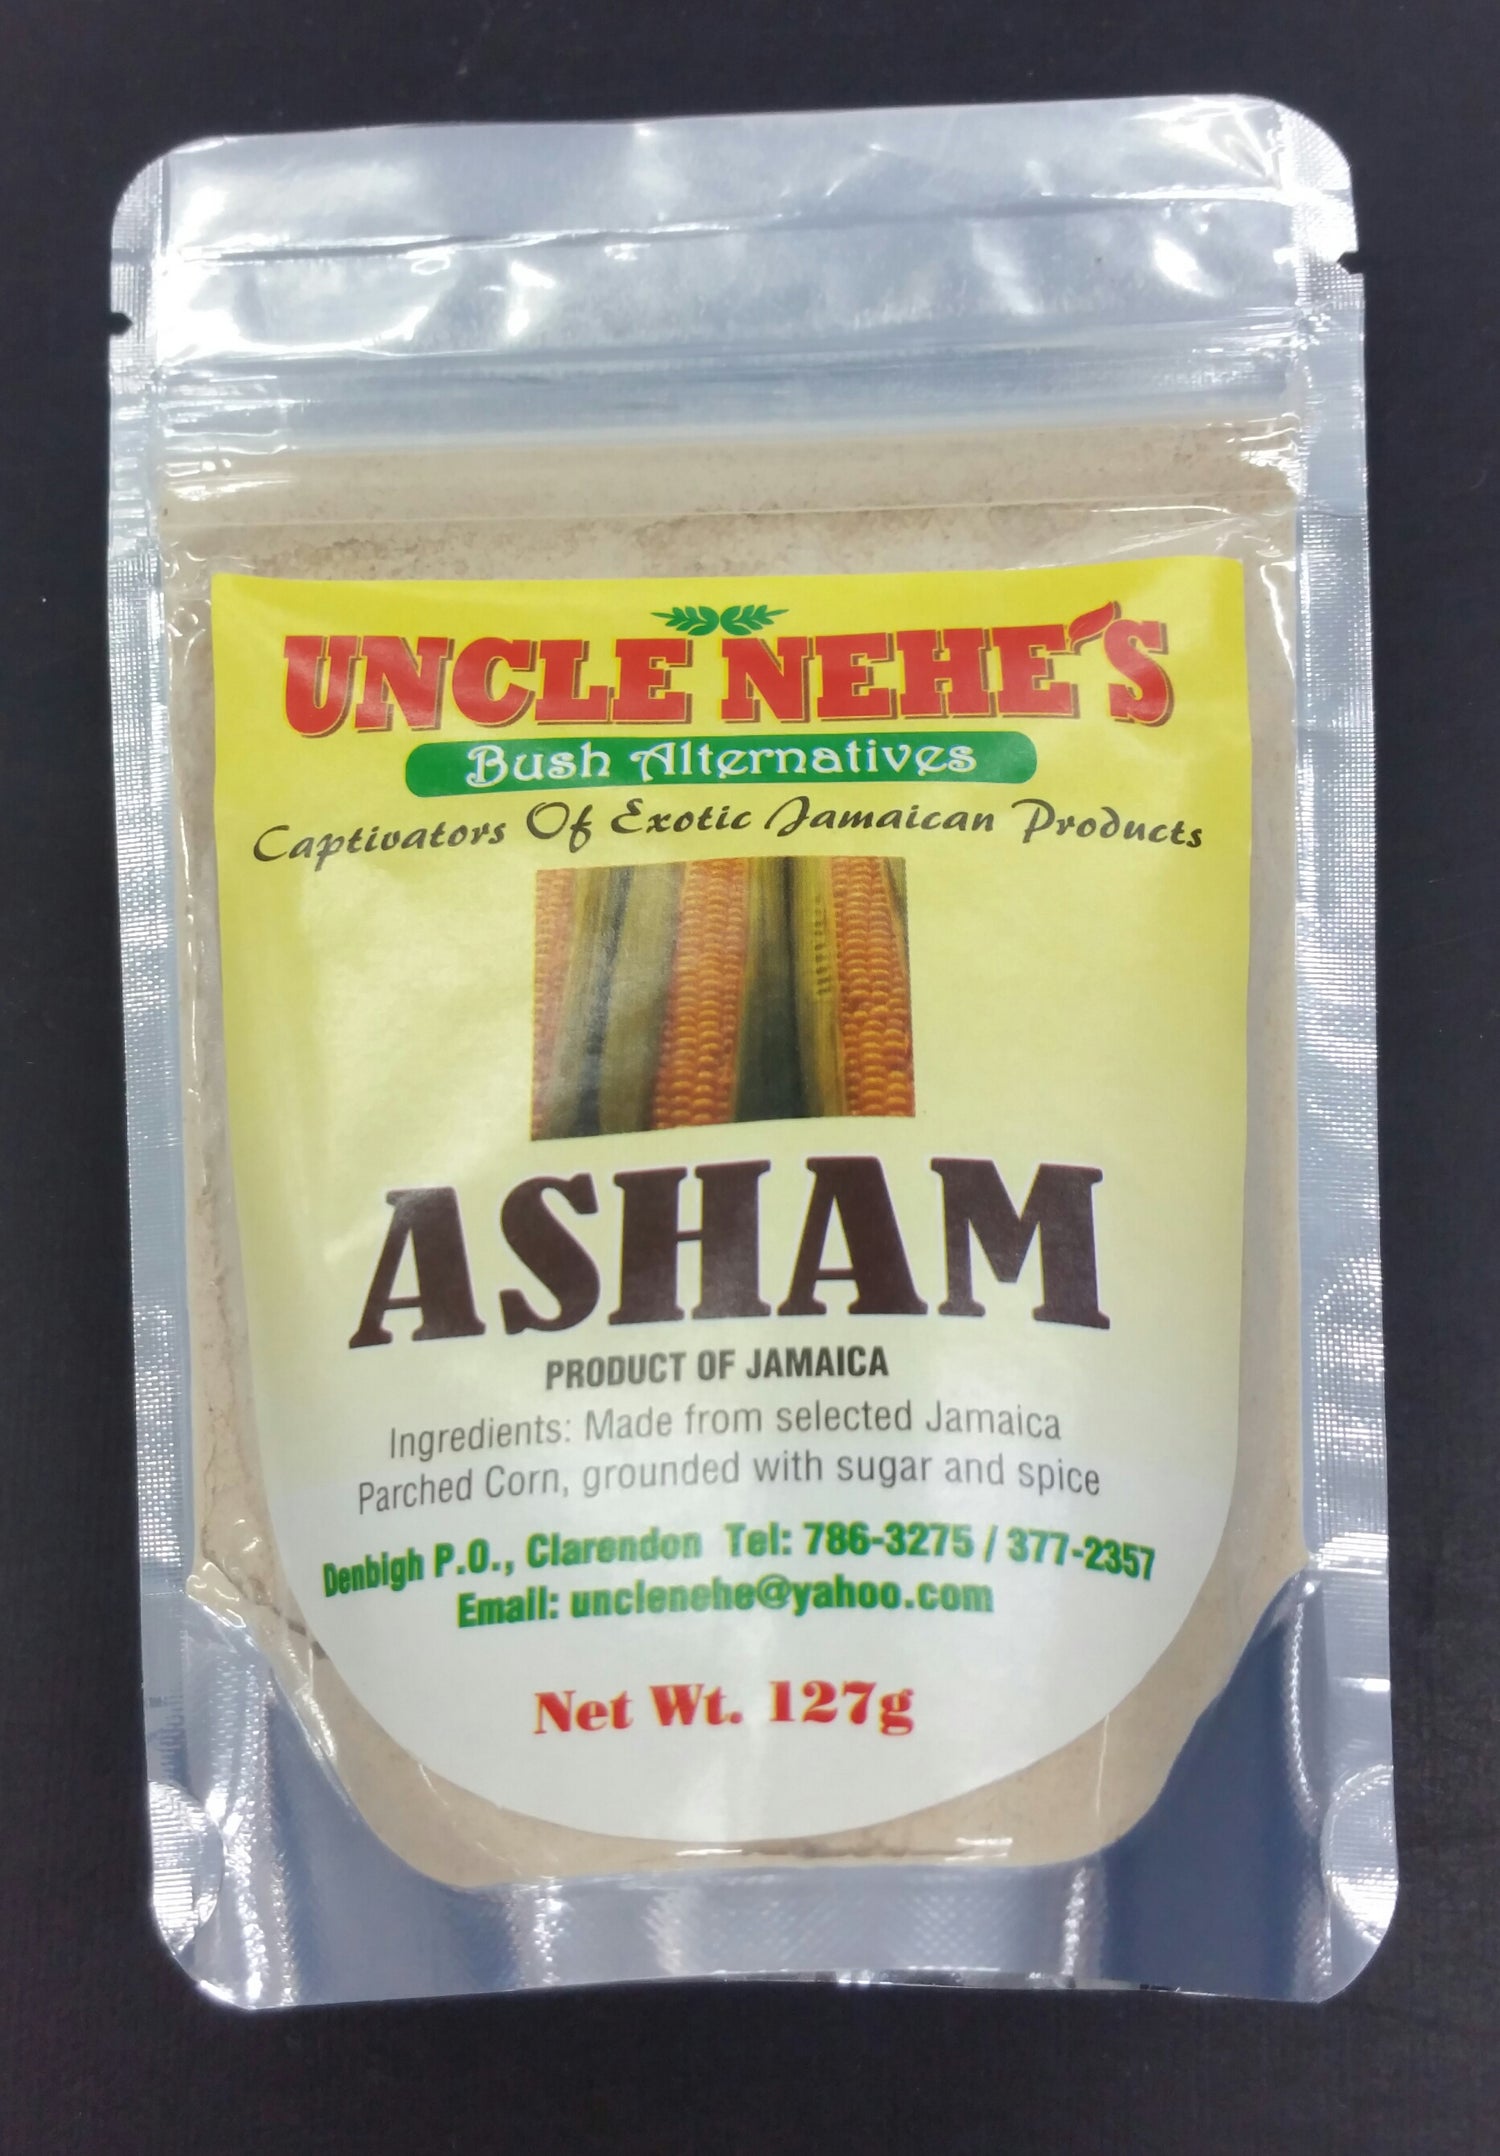 UNCLE NEHE'S
Bush Alternatives
Captivators Of Exotic Jamaican Products
ASHAM
PRODUCT OF JAMAICA
Ingredients: Made from selected Jamaica
Parched Corn, grounded with sugar and spice
Denbigh P.O., Clarendon Tel: 786-3275 / 377-2357
Email: unclenehe@yahoo.com
Net Wt. 127g